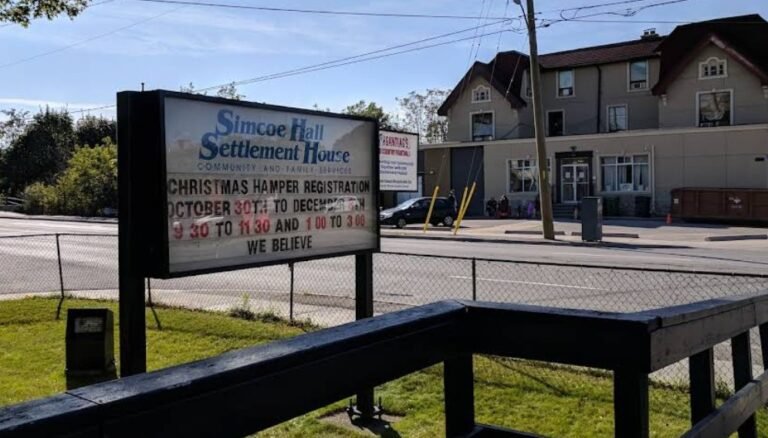 Simcoe Hall
Settlement House
COMMUNITY AND FAMILY SERVICES
CHRISTMAS HAMPER REGISTRATION
OCTOBER 30TH TO DECEMBER
9 30 TO 11 30 AND 1 00 TO 3 00
WE BELIEVE